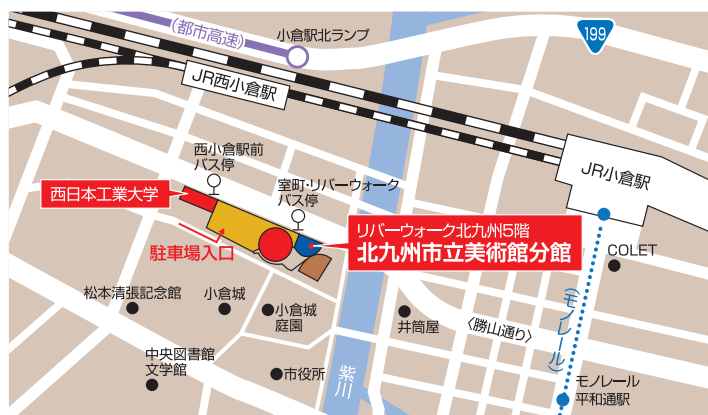 (都市高速)
小倉駅北ランプ
199
JR西小倉駅
JR小倉駅
西小倉駅前
バス停
室町・リバーウォーク
バス停
西日本工業大学
リバーウォーク北九州5階
北九州市立美術館分館
駐車場入口
COLET
松本清張記念館
小倉城
小倉城
庭園
井筒屋
〈勝山通り〉
(モノレール)
中央図書館
文学館
市役所
紫川
モノレール
平和通駅